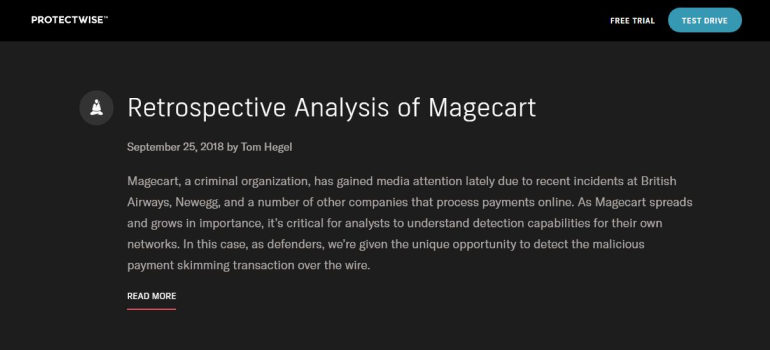 PROTECTWISE™
FREE TRIAL
TEST DRIVE
Retrospective Analysis of Magecart
September 25, 2018 by Tom Hegel
Magecart, a criminal organization, has gained media attention lately due to recent incidents at British
Airways, Newegg, and a number of other companies that process payments online. As Magecart spreads
and grows in importance, it's critical for analysts to understand detection capabilities for their own
networks. In this case, as defenders, we're given the unique opportunity to detect the malicious
payment skimming transaction over the wire.
READ MORE